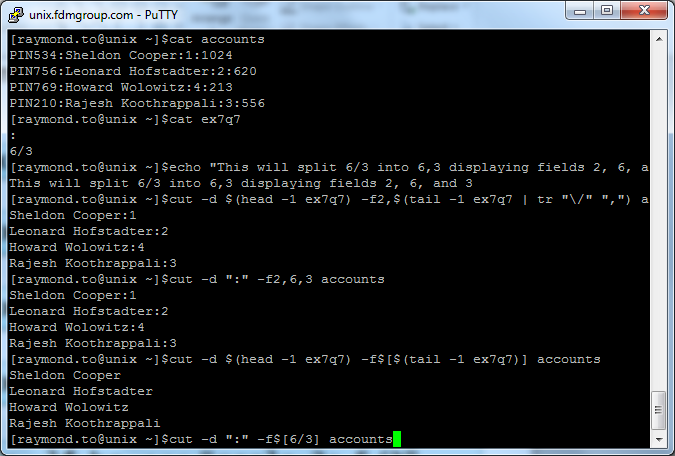 unix.fdmgroup.com - PuTTY
[raymond.to@unix ~]$cat accounts
PIN534:Sheldon Cooper:1:1024
PIN756:Leonard Hofstadter:2:620
PIN769:Howard Wolowitz:4:213
PIN210:Rajesh Koothrappali:3:556
[raymond.to@unix ~]$cat ex7q7
:
6/3
[raymond.to@unix ~]$echo "This will split 6/3 into 6,3 displaying fields 2, 6, a
This will split 6/3 into 6,3 displaying fields 2, 6, and 3
[raymond.to@unix ~]$cut -d $(head -1 ex7q7) -f2,$(tail -1 ex7q7 | tr "\/" ",") a
Sheldon Cooper:1
Leonard Hofstadter:2
Howard Wolowitz:4
Rajesh Koothrappali:3
[raymond.to@unix ~]$cut -d ":" -f2,6,3 accounts
Sheldon Cooper:1
Leonard Hofstadter:2
Howard Wolowitz:4
Rajesh Koothrappali:3
[raymond.to@unix ~]$cut -d $(head -1 ex7q7) -f$[$(tail -1 ex7q7)] accounts
Sheldon Cooper
Leonard Hofstadter
Howard Wolowitz
Rajesh Koothrappali
[raymond.to@unix ~]$cut -d ":" -f$[6/3] accounts